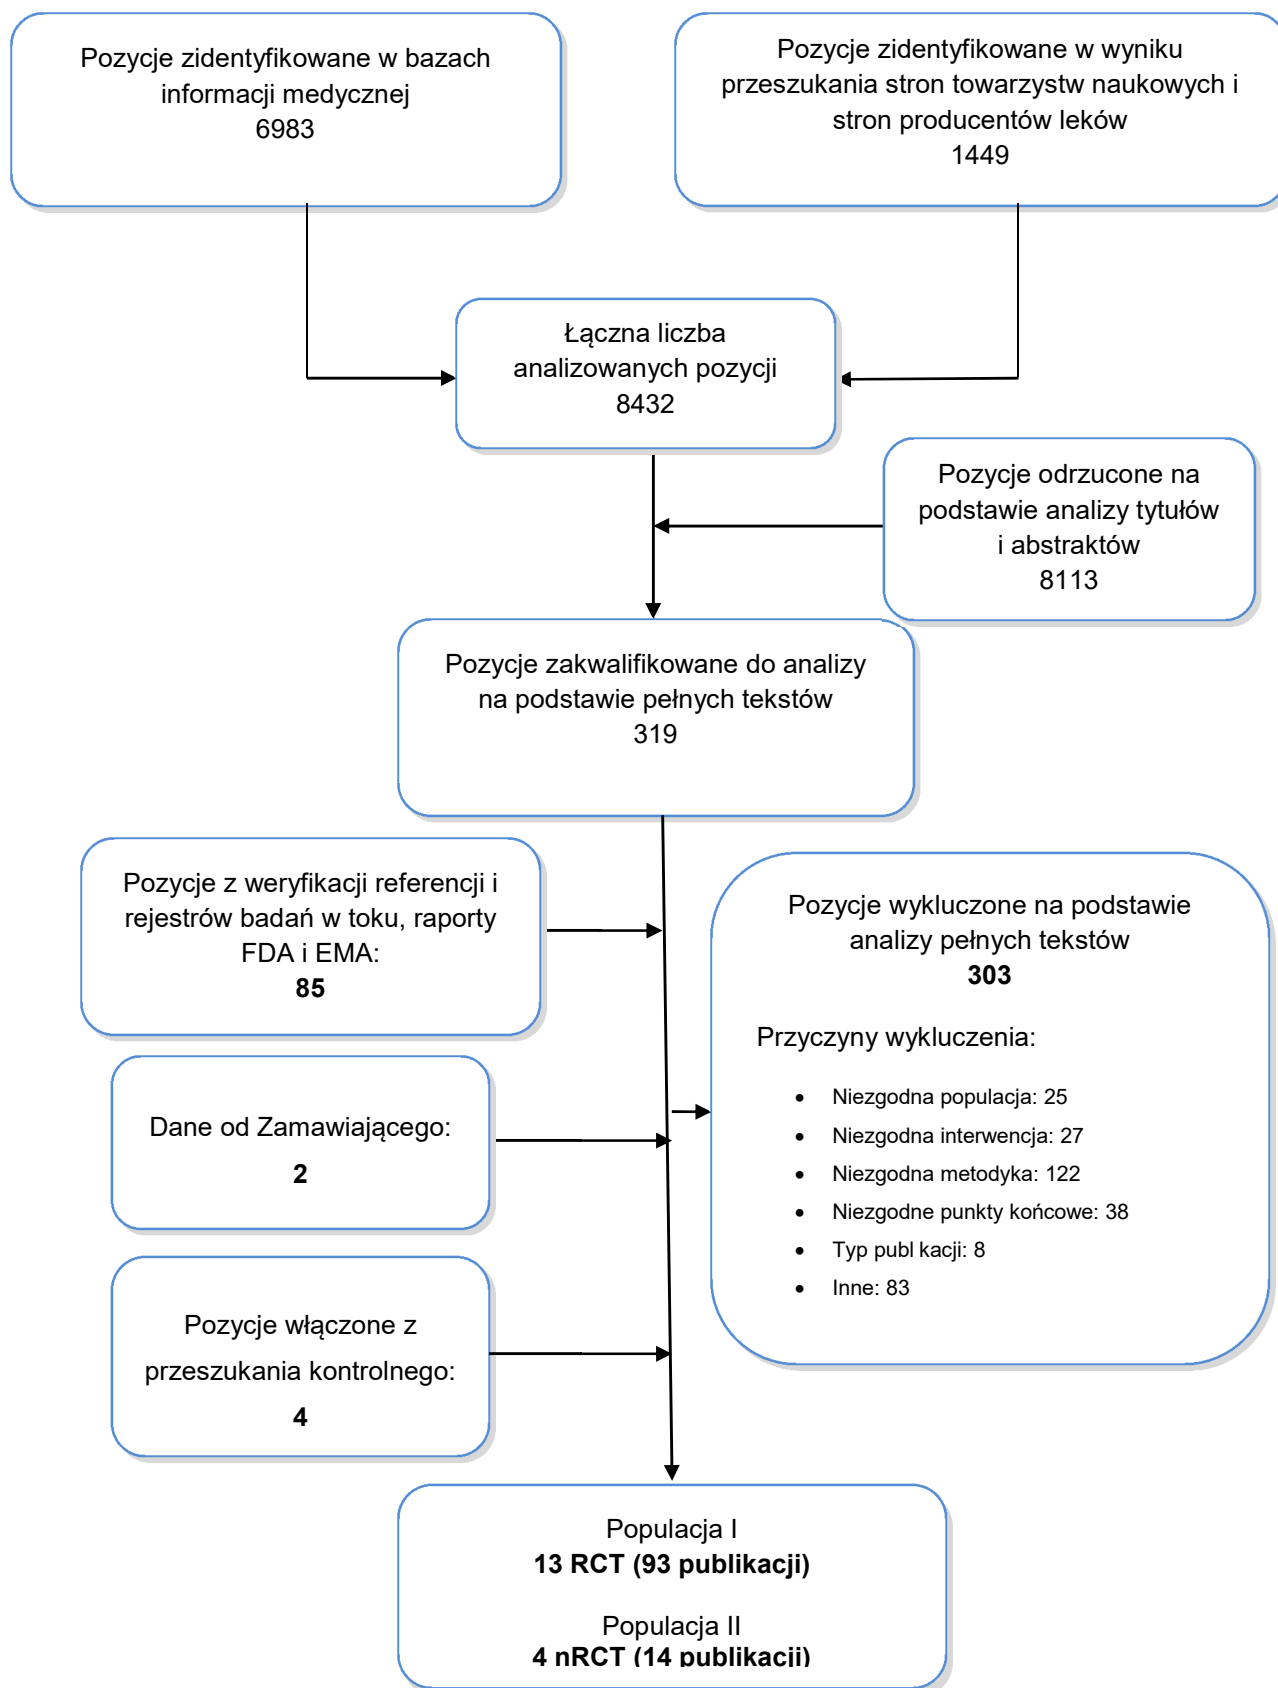 Pozycje zidentyfikowane w bazach
informacji medycznej
6983
Pozycje zidentyfikowane w wyniku
przeszukania stron towarzystw naukowych i
stron producentów leków
1449
Łączna liczba
analizowanych pozycji
8432
Pozycje odrzucone na
podstawie analizy tytułów
i abstraktów
8113
Pozycje zakwalifikowane do analizy
na podstawie pełnych tekstów
319
Pozycje z weryfikacji referencji i
rejestrów badań w toku, raporty
FDA i EMA:
85
Pozycje wykluczone na podstawie
analizy pełnych tekstów
303
Przyczyny wykluczenia:
• Niezgodna populacja: 25
• Niezgodna interwencja: 27
• Niezgodna metodyka: 122
• Niezgodne punkty końcowe: 38
• Typ publ kacji: 8
• Inne: 83
Dane od Zamawiającego:
2
Pozycje włączone z
przeszukania kontrolnego:
4
Populacja I
13 RCT (93 publikacji)
Populacja II
4 nRCT (14 publikacji)